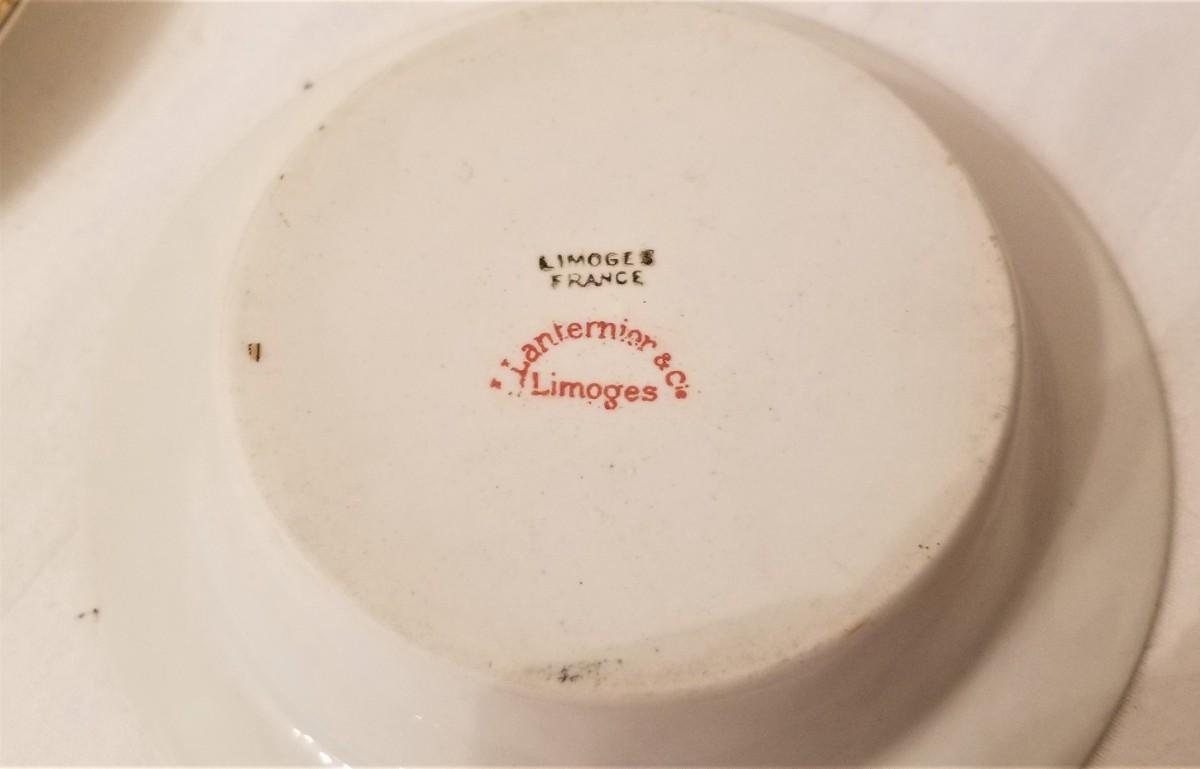 LIMOGES
FRANCE
Lanternier & Cie
Limoges